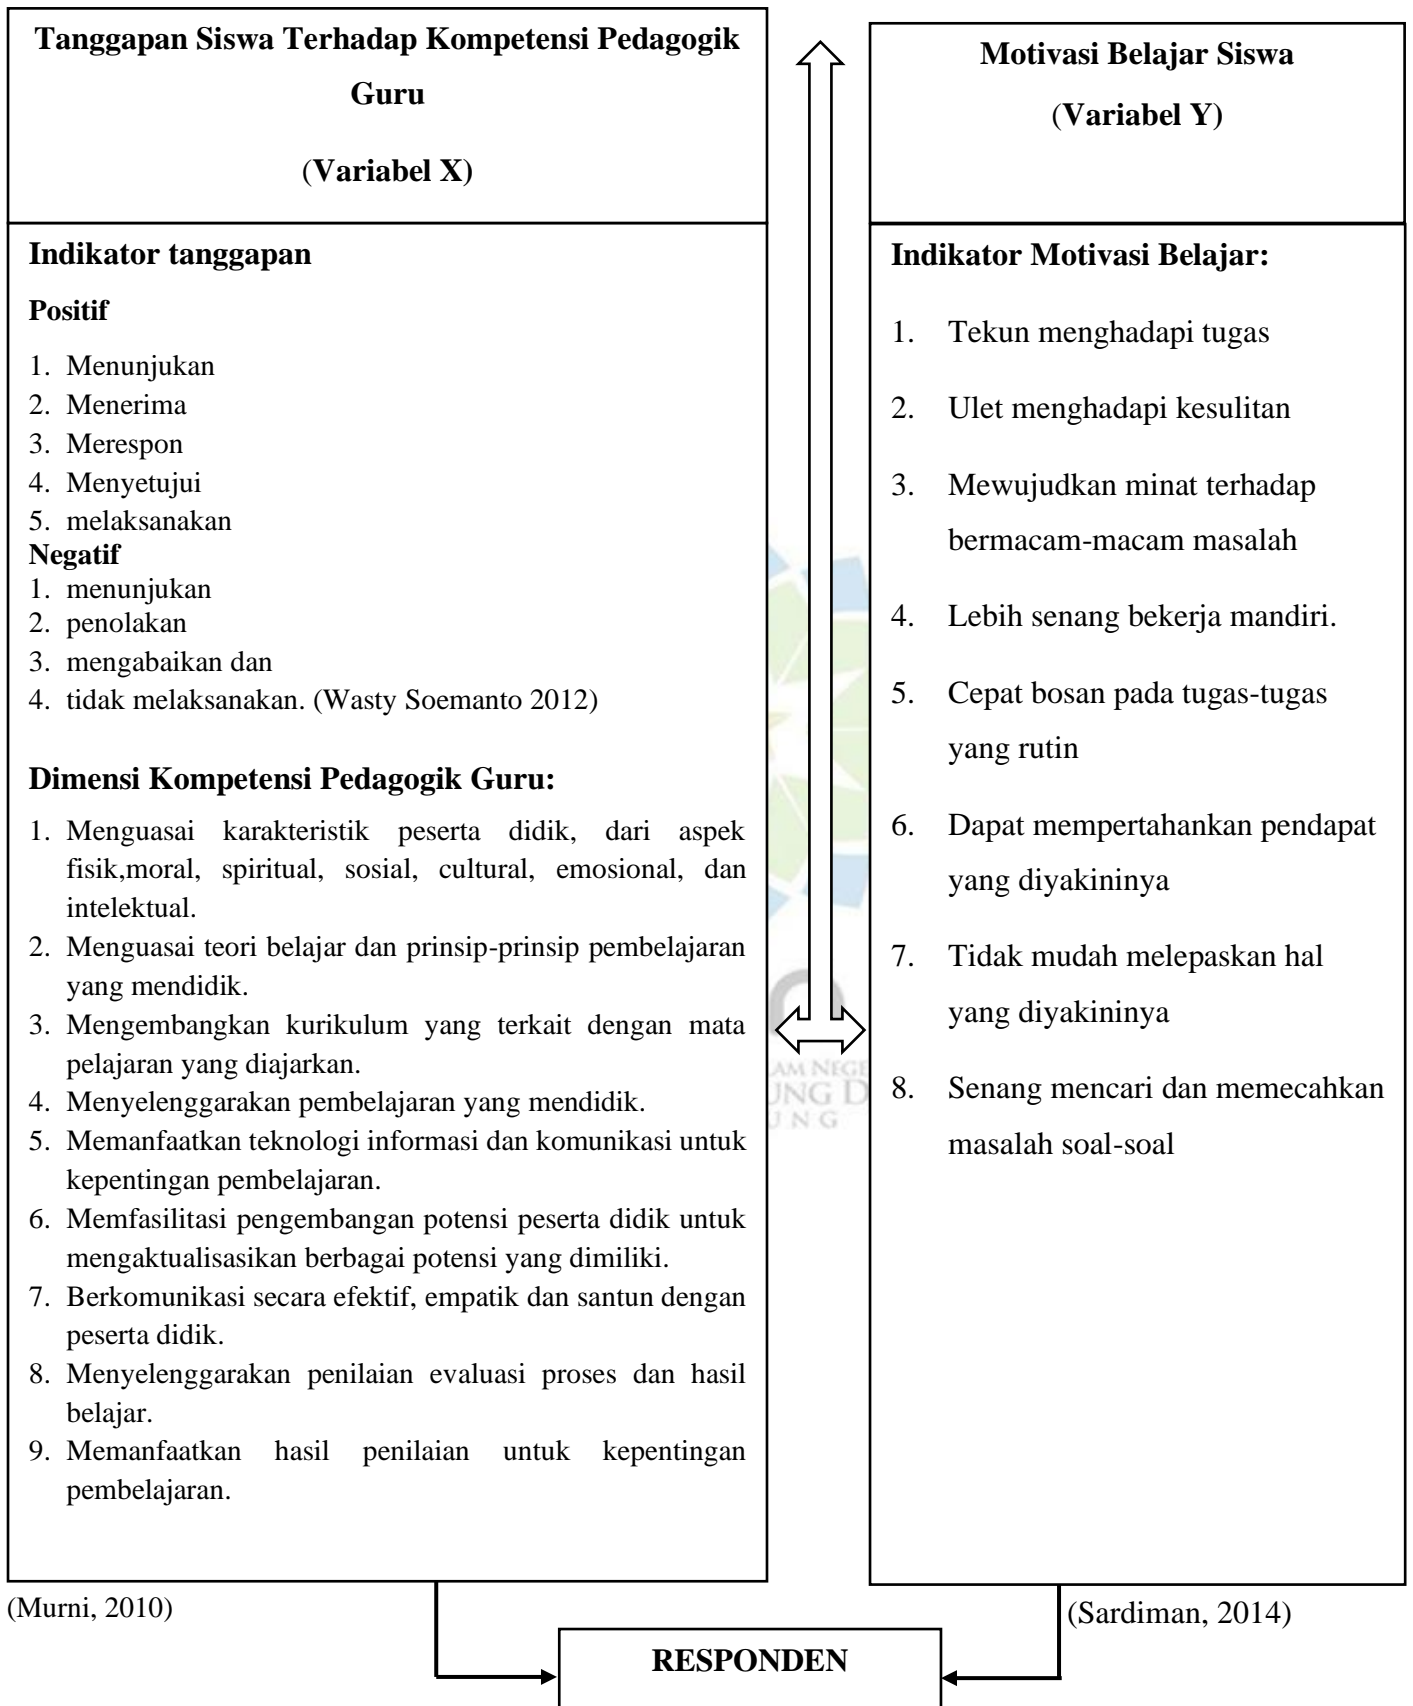 Tanggapan Siswa Terhadap Kompetensi Pedagogik
Guru
(Variabel X)
Indikator tanggapan
Positif
1. Menunjukan
2. Menerima
3. Merespon
4. Menyetujui
5. melaksanakan
Negatif
1. menunjukan
2. penolakan
3. mengabaikan dan
4. tidak melaksanakan. (Wasty Soemanto 2012)
Dimensi Kompetensi Pedagogik Guru:
1. Menguasai karakteristik peserta didik, dari aspek
fisik,moral, spiritual, sosial, cultural, emosional, dan
intelektual.
2. Menguasai teori belajar dan prinsip-prinsip pembelajaran
yang mendidik.
3. Mengembangkan kurikulum yang terkait dengan mata
pelajaran yang diajarkan.
4. Menyelenggarakan pembelajaran yang mendidik.
5. Memanfaatkan teknologi informasi dan komunikasi untuk
kepentingan pembelajaran.
6. Memfasilitasi pengembangan potensi peserta didik untuk
mengaktualisasikan berbagai potensi yang dimiliki.
7. Berkomunikasi secara efektif, empatik dan santun dengan
peserta didik.
8. Menyelenggarakan penilaian evaluasi proses dan hasil
belajar.
9. Memanfaatkan hasil penilaian untuk kepentingan
pembelajaran.
(Murni, 2010)
Motivasi Belajar Siswa
(Variabel Y)
Indikator Motivasi Belajar:
1. Tekun menghadapi tugas
2. Ulet menghadapi kesulitan
3. Mewujudkan minat terhadap
bermacam-macam masalah
4. Lebih senang bekerja mandiri.
5. Cepat bosan pada tugas-tugas
yang rutin
6. Dapat mempertahankan pendapat
yang diyakininya
7. Tidak mudah melepaskan hal
yang diyakininya
8. Senang mencari dan memecahkan
masalah soal-soal
(Sardiman, 2014)
RESPONDEN